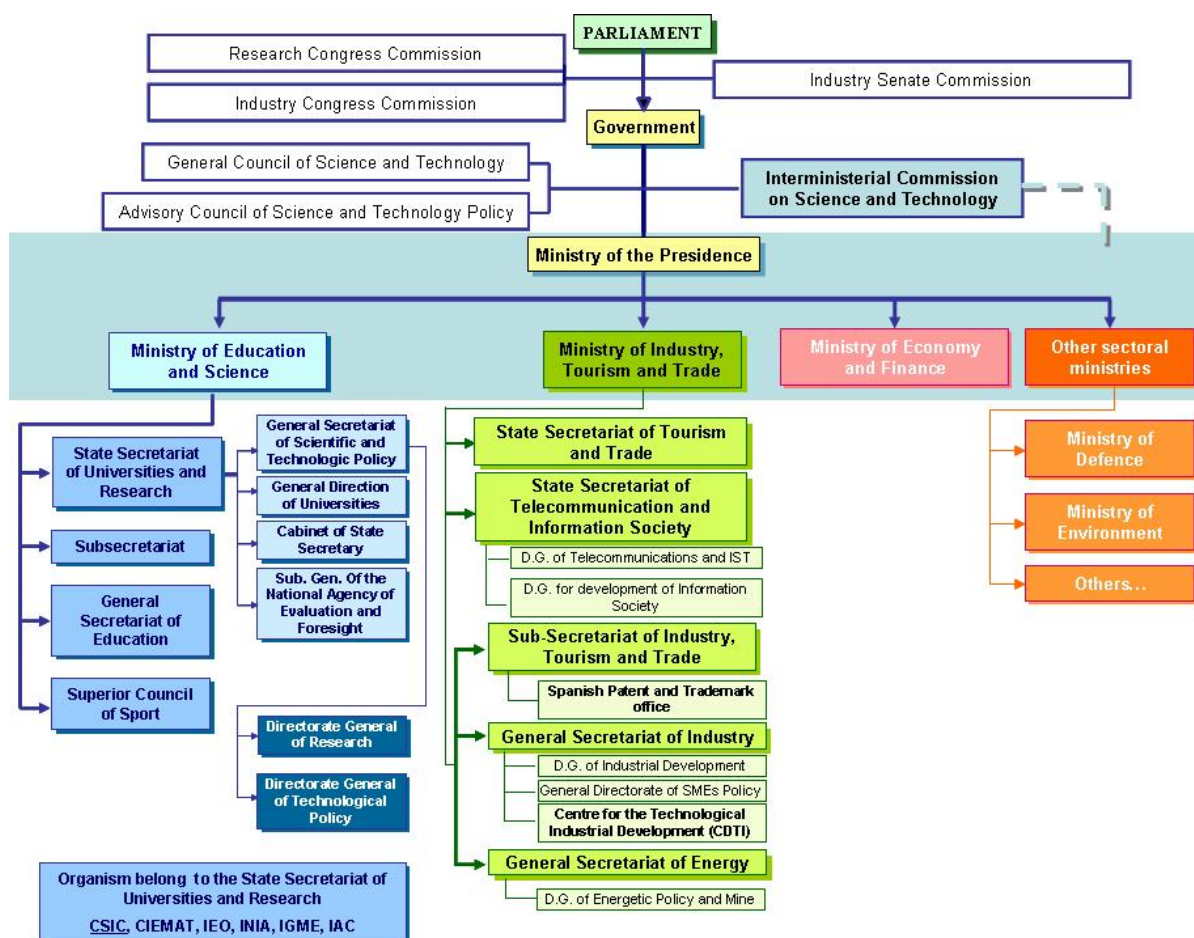 PARLIAMENT
Research Congress Commission
Industry Senate Commission
Industry Congress Commission
Government
General Council of Science and Technology
Interministerial Commission
on Science and Technology
Advisory Council of Science and Technology Policy
Ministry of the Presidence
Ministry of Education
and Science
Ministry of Industry,
Tourism and Trade
Ministry of Economy
and Finance
Other sectoral
ministries
State Secretariat
of Universities and
Research
Subsecretariat
General
Secretariat of
Education
Superior Council
of Sport
General Secretariat
of Scientific and
Technologic Policy
General Direction
of Universities
Cabinet of State
Secretary
Sub. Gen. Of the
National Agency of
Evaluation and
Foresight
Directorate General
of Research
Directorate General
of Technological
Policy
Organism belong to the State Secretariat of
Universities and Research
CSIC, CIEMAT, IEO, INIA, IGME, IAC
State Secretariat of Tourism
and Trade
State Secretariat of
Telecommunication and
Information Society
D.G. of Telecommunications and IST
D.G. for development of Information
Society
Sub-Secretariat of Industry,
Tourism and Trade
Spanish Patent and Trademark
office
General Secretariat of Industry
D.G. of Industrial Development
General Directorate of SMEs Policy
Centre for the Technological
Industrial Development (CDTI)
General Secretariat of Energy
D.G. of Energetic Policy and Mine
Ministry of
Defence
Ministry of
Environment
Others...